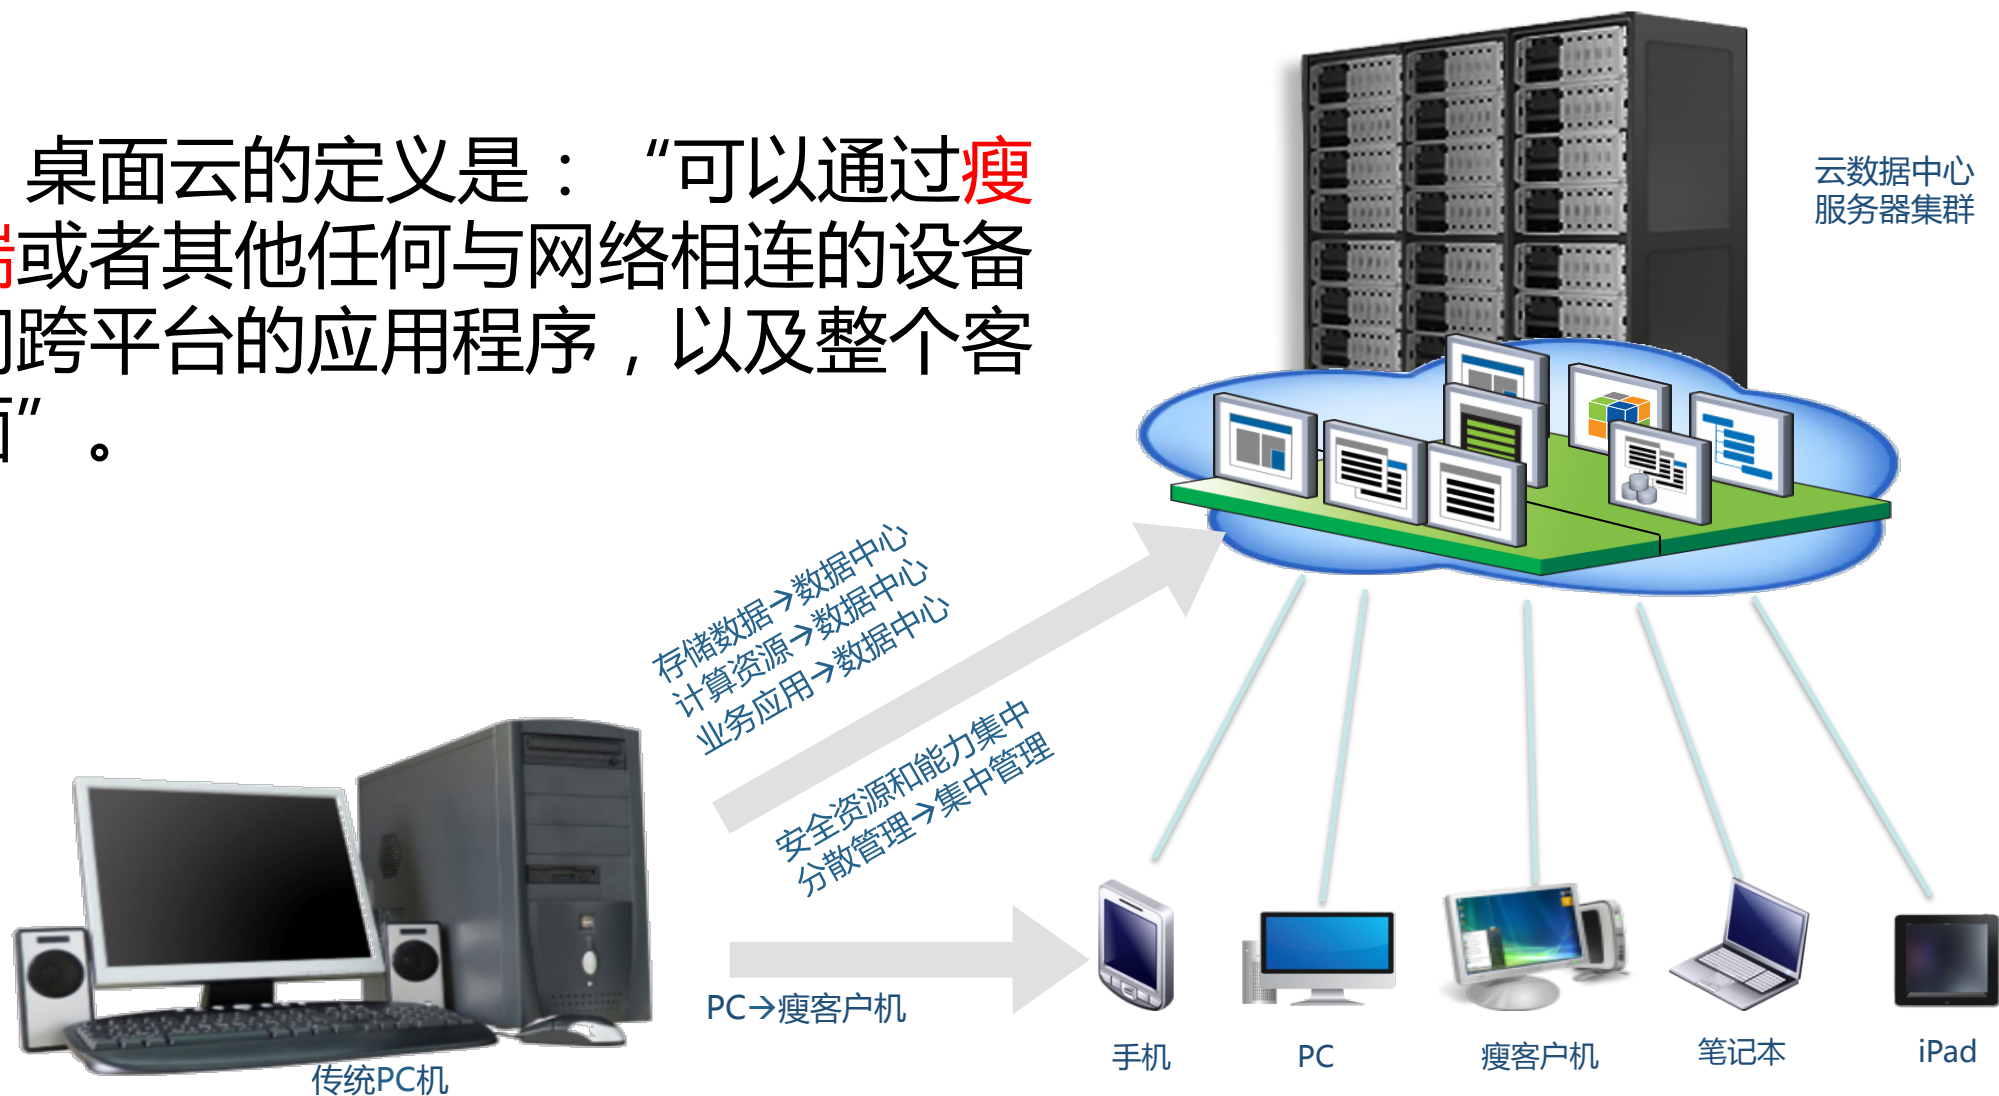 桌面云的定义是：“可以通过瘦
端或者其他任何与网络相连的设备
跨平台的应用程序，以及整个客
”。
云数据中心
服务器集群
存储数据→数据中心
计算资源→数据中心
业务应用→数据中心
安全资源和能力集中
分散管理→集中管理
PC→瘦客户机
传统PC机
手机
PC
瘦客户机
笔记本
iPad